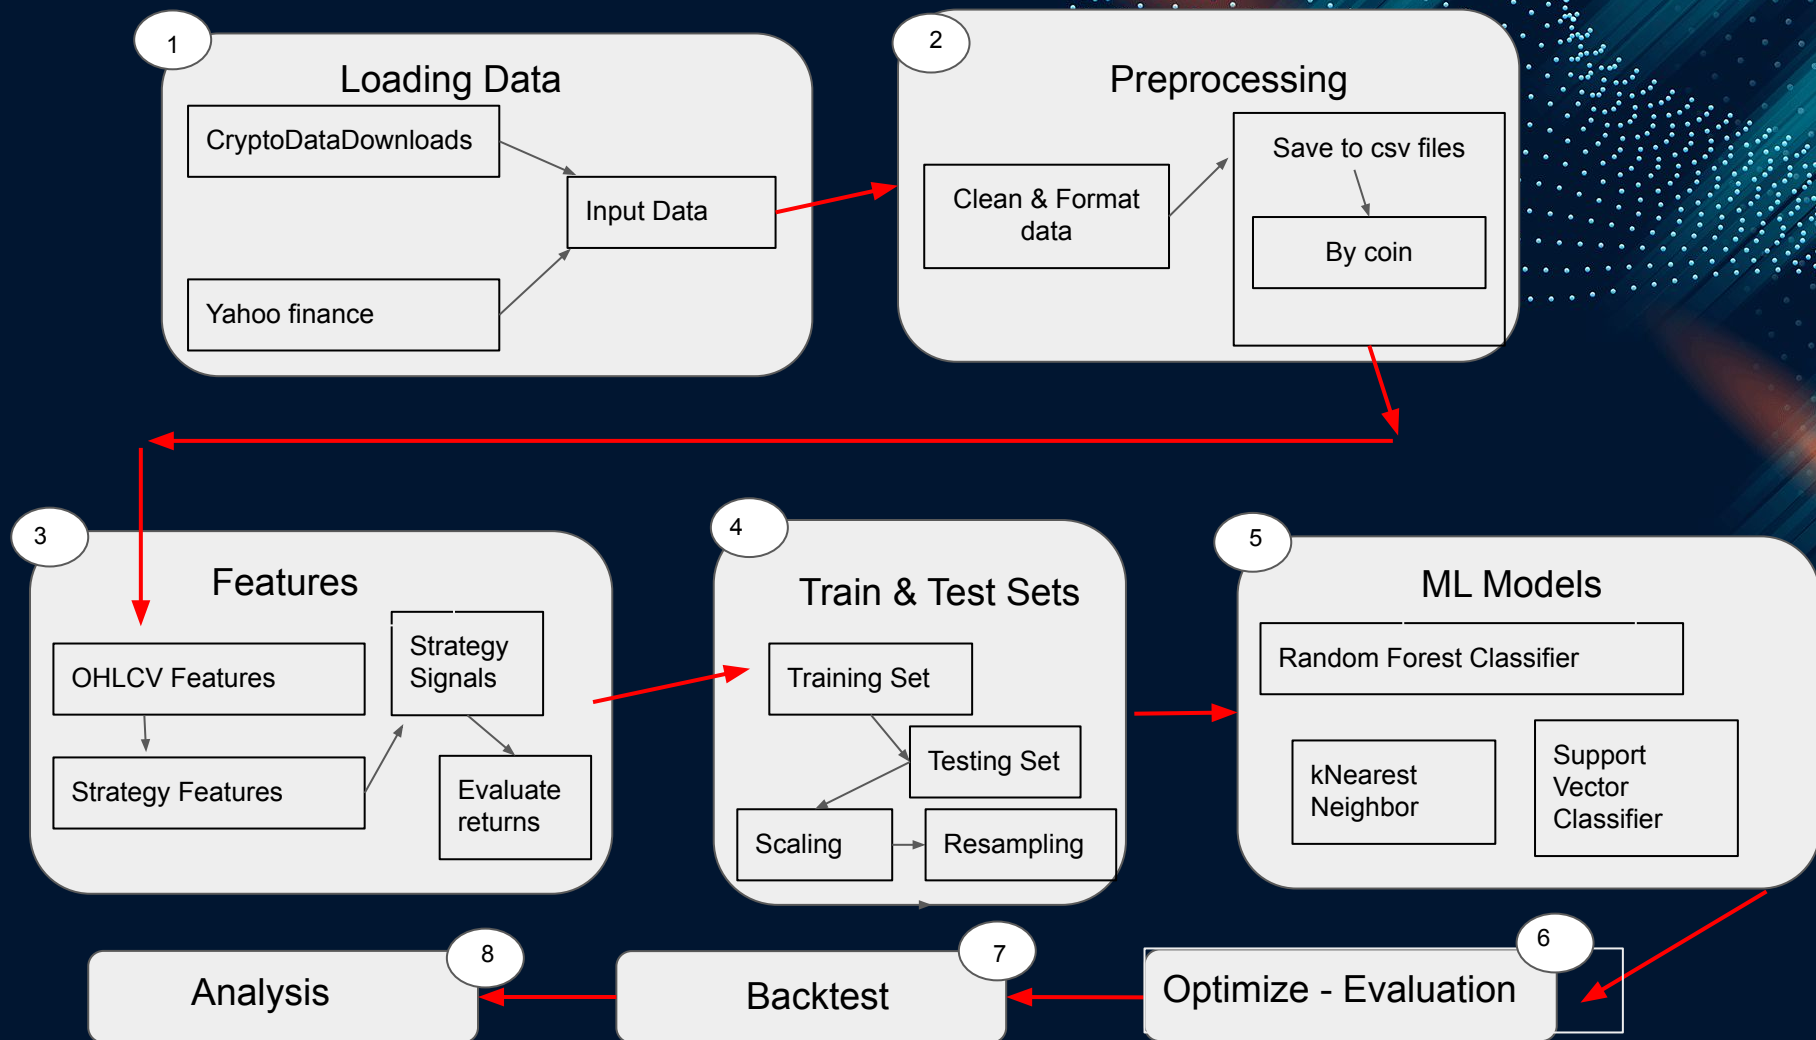 1
Loading Data
CryptoDataDownloads
Input Data
Yahoo finance
2
Preprocessing
Clean & Format
data
Save to csv files
By coin
3
Features
OHLCV Features
Strategy Features
Strategy
Signals
Evaluate
returns
4
Train & Test Sets
Training Set
Testing Set
Scaling
Resampling
5
ML Models
Random Forest Classifier
kNearest
Neighbor
Support
Vector
Classifier
6
Optimize - Evaluation
7
Backtest
8
Analysis